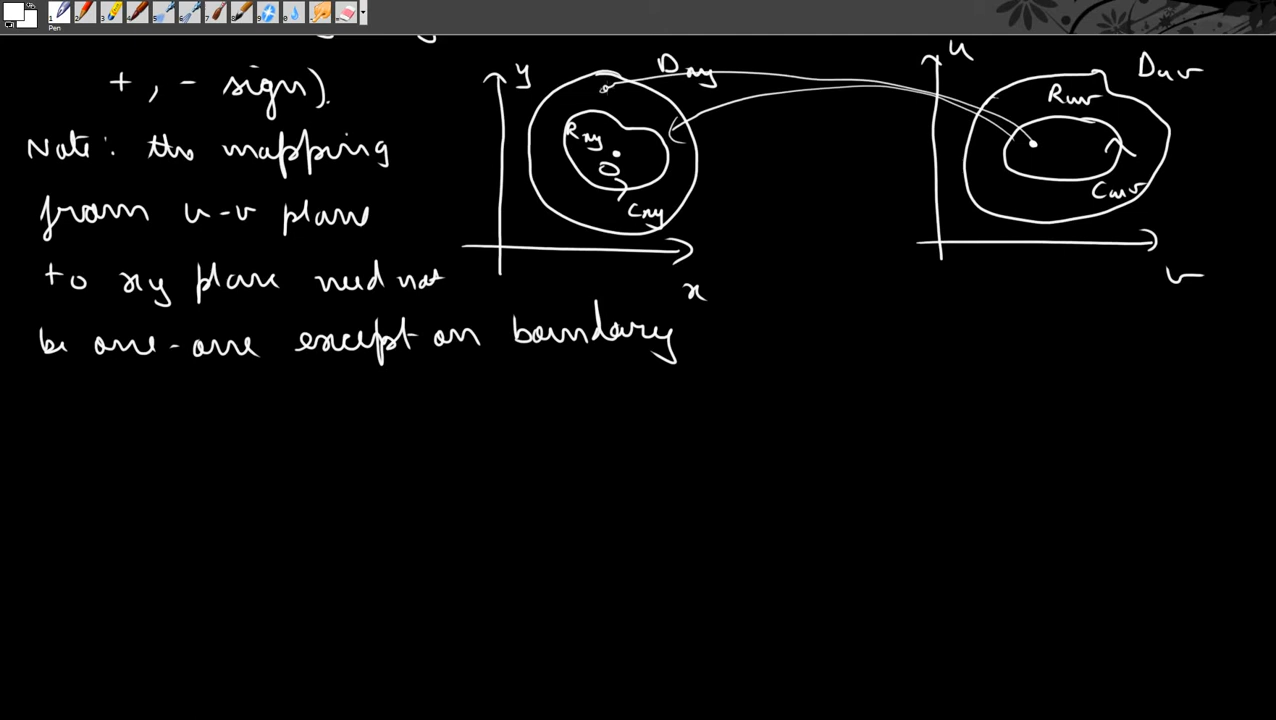 +, - sign).
Note: the mapping
from u-v plane
to xy plane need not
be one-one except on boundary
y
Dxy
Rxy
Cxy
x
u
Duv
Ruv
Cuv
v
Pen